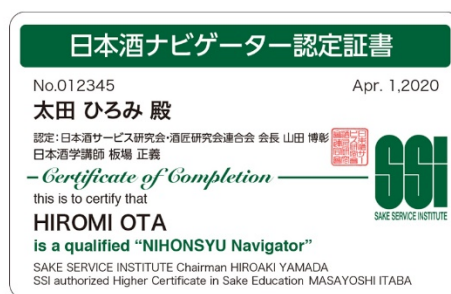 日本酒ナビゲーター認定証書
No.012345
Apr. 1,2020
太田 ひろみ 殿
認定:日本酒サービス研究会・酒匠研究会連合会 会長 山田 博彰
日本酒学講師 板場 正義
Certificate of Completion
this is to certify that
SSI
SAKE SERVICE INSTITUTE
HIROMI OTA
is a qualified “NIHONSYU Navigator”
SAKE SERVICE INSTITUTE Chairman HIROAKI YAMADA
SSI authorized Higher Certificate in Sake Education MASAYOSHI ITABA